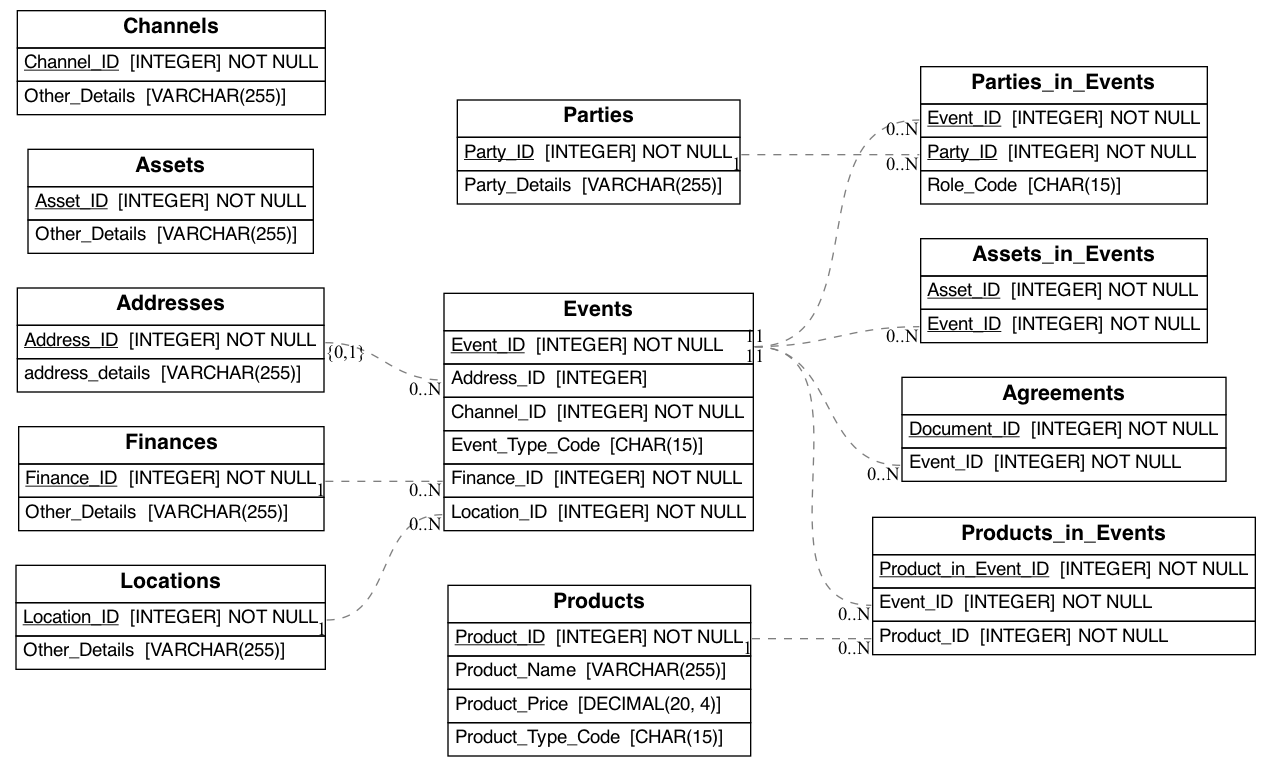 Channels
Channel_ID [INTEGER] NOT NULL
Other_Details [VARCHAR(255)]
Assets
Asset_ID [INTEGER] NOT NULL
Other_Details [VARCHAR(255)]
Addresses
Address_ID [INTEGER] NOT NULL
{0,1}
address_details [VARCHAR(255)]
Finances
Finance_ID [INTEGER] NOT NULL
1
Other_Details [VARCHAR(255)]
Locations
Location_ID [INTEGER] NOT NULL
1
Other_Details [VARCHAR(255)]
Parties
Party_ID [INTEGER] NOT NULL
1
Party_Details [VARCHAR(255)]
Events
Event_ID [INTEGER] NOT NULL
11
11
0..N
Address_ID [INTEGER]
Channel_ID [INTEGER] NOT NULL
Event_Type_Code [CHAR(15)]
0..N
Finance_ID [INTEGER] NOT NULL
0..N
Location_ID [INTEGER] NOT NULL
Products
Product_ID [INTEGER] NOT NULL
1
Product_Name [VARCHAR(255)]
Product_Price [DECIMAL(20, 4)]
Product_Type_Code [CHAR(15)]
Parties_in_Events
0..N
Event_ID [INTEGER] NOT NULL
0..N
Party_ID [INTEGER] NOT NULL
Role_Code [CHAR(15)]
Assets_in_Events
Asset_ID [INTEGER] NOT NULL
0..N
Event_ID [INTEGER] NOT NULL
Agreements
Document_ID [INTEGER] NOT NULL
0..N
Event_ID [INTEGER] NOT NULL
Products_in_Events
Product_in_Event_ID [INTEGER] NOT NULL
0..N
Event_ID [INTEGER] NOT NULL
0..N
Product_ID [INTEGER] NOT NULL